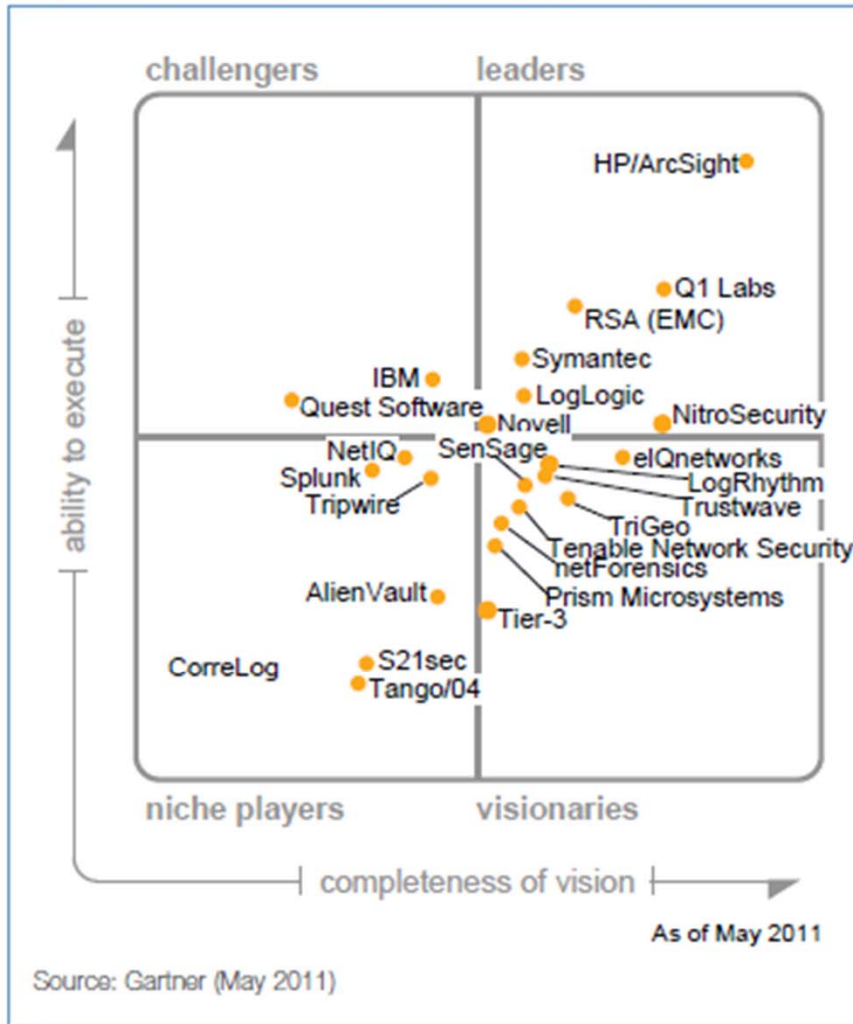 challengers
leaders
HP/ArcSight
Q1 Labs
RSA (EMC)
Symantec
IBM
LogLogic
Quest Software
NitroSecurity
Novell
NetIQ
SenSage
eIQnetworks
Splunk
LogRhythm
Tripwire
Trustwave
TriGeo
Tenable Network Security
netForensics
AlienVault
Prism Microsystems
Tier-3
CorreLog
S21sec
Tango/04
niche players
visionaries
ability to execute
completeness of vision
As of May 2011
Source: Gartner (May 2011)